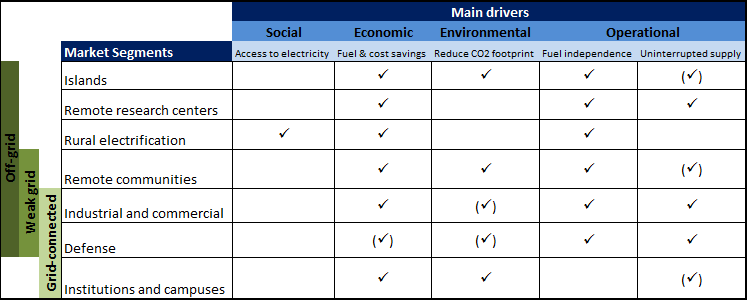 Main drivers
Social Economic Environmental Operational
Market Segments Access to electricity Fuel & cost savings Reduce CO2 footprint Fuel independence Uninterrupted supply
Islands ✓ ✓ ✓ (✓)
Remote research centers ✓ ✓ ✓
Rural electrification ✓ ✓ ✓
Remote communities ✓ ✓ ✓ (✓)
Industrial and commercial ✓ (✓) ✓ ✓
Defense (✓) (✓) ✓ ✓
Institutions and campuses ✓ ✓ (✓)
Off-grid
Weak grid
Grid-connected